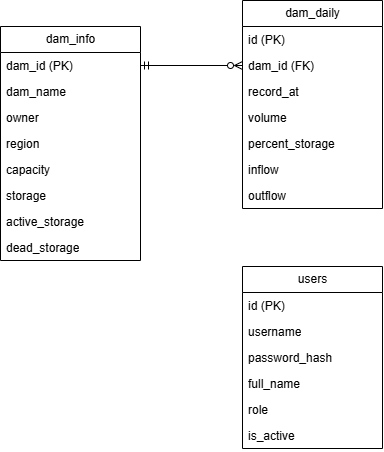 dam_info
dam_id (PK)
dam_name
owner
region
capacity
storage
active_storage
dead_storage
dam_daily
id (PK)
dam_id (FK)
record_at
volume
percent_storage
inflow
outflow
users
id (PK)
username
password_hash
full_name
role
is_active